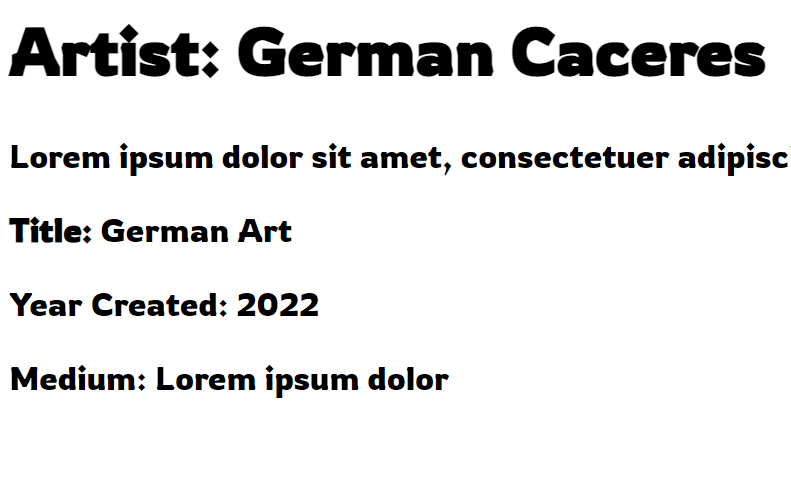 Artist: German Caceres
Lorem ipsum dolor sit amet, consectetuer adipisc
Title: German Art
Year Created: 2022
Medium: Lorem ipsum dolor